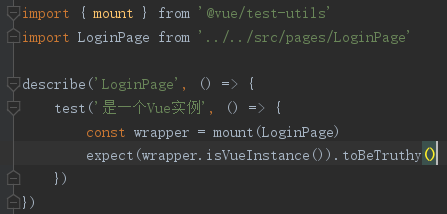 import { mount } from '@vue/test-utils'
import LoginPage from '../../src/pages/LoginPage'
describe('LoginPage', () => {
test('是一个Vue实例', () => {
const wrapper = mount(LoginPage)
expect(wrapper.isVueInstance()).toBeTruthy()
})
})